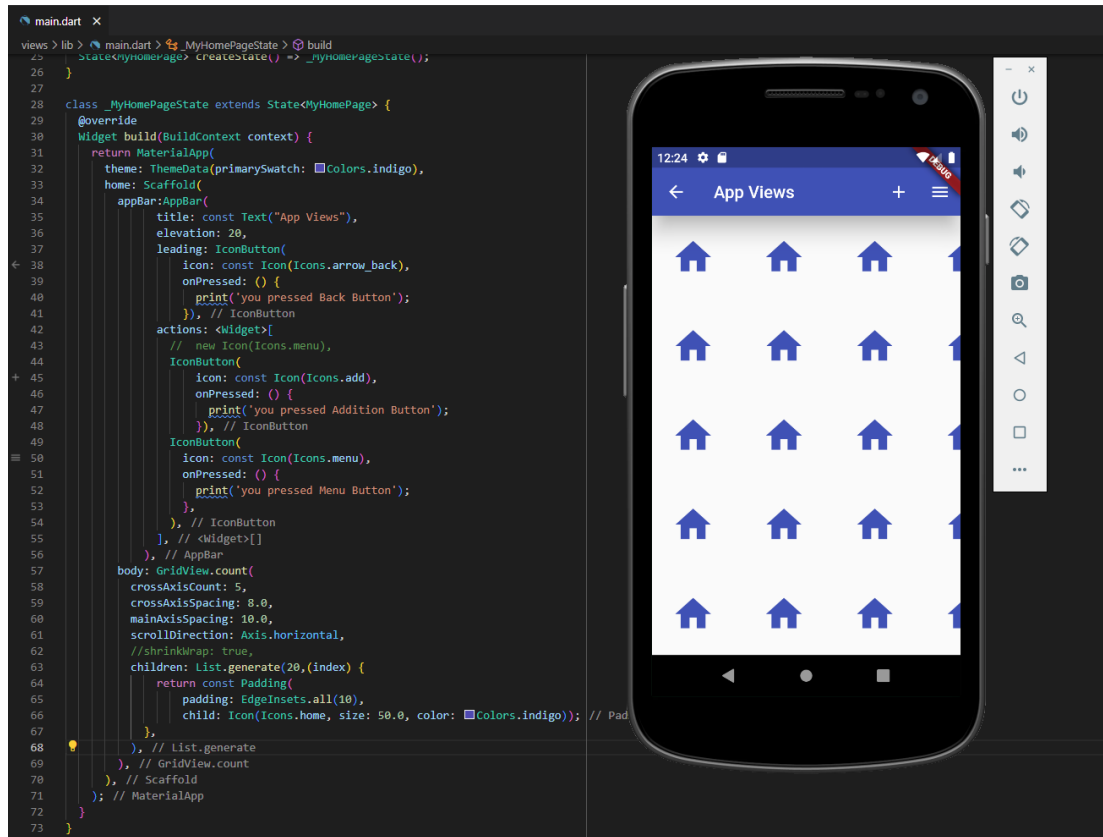 main.dart ×
views > lib > main.dart > _MyHomePageState > build
25 State<MyHomePage> createState() => _MyHomePageState();
26 }
27
28 class _MyHomePageState extends State<MyHomePage> {
29 @override
30 Widget build(BuildContext context) {
31 return MaterialApp(
32 theme: ThemeData(primarySwatch: Colors.indigo),
33 home: Scaffold(
34 appBar:AppBar(
35 title: const Text("App Views"),
36 elevation: 20,
37 leading: IconButton(
38 icon: const Icon(Icons.arrow_back),
39 onPressed: () {
40 print('you pressed Back Button');
41 }), // IconButton
42 actions: <Widget>[
43 // new Icon(Icons.menu),
44 IconButton(
45 icon: const Icon(Icons.add),
46 onPressed: () {
47 print('you pressed Addition Button');
48 }), // IconButton
49 IconButton(
50 icon: const Icon(Icons.menu),
51 onPressed: () {
52 print('you pressed Menu Button');
53 },
54 ), // IconButton
55 ], // <Widget>[]
56 ), // AppBar
57 body: GridView.count(
58 crossAxisCount: 5,
59 crossAxisSpacing: 8.0,
60 mainAxisSpacing: 10.0,
61 scrollDirection: Axis.horizontal,
62 //shrinkWrap: true,
63 children: List.generate(20,(index) {
64 return const Padding(
65 padding: EdgeInsets.all(10),
66 child: Icon(Icons.home, size: 50.0, color: Colors.indigo)); // Pad
67 },
68 ), // List.generate
69 ), // GridView.count
70 ), // Scaffold
71 ); // MaterialApp
72 }
73 }
12:24
DEBUG
App Views